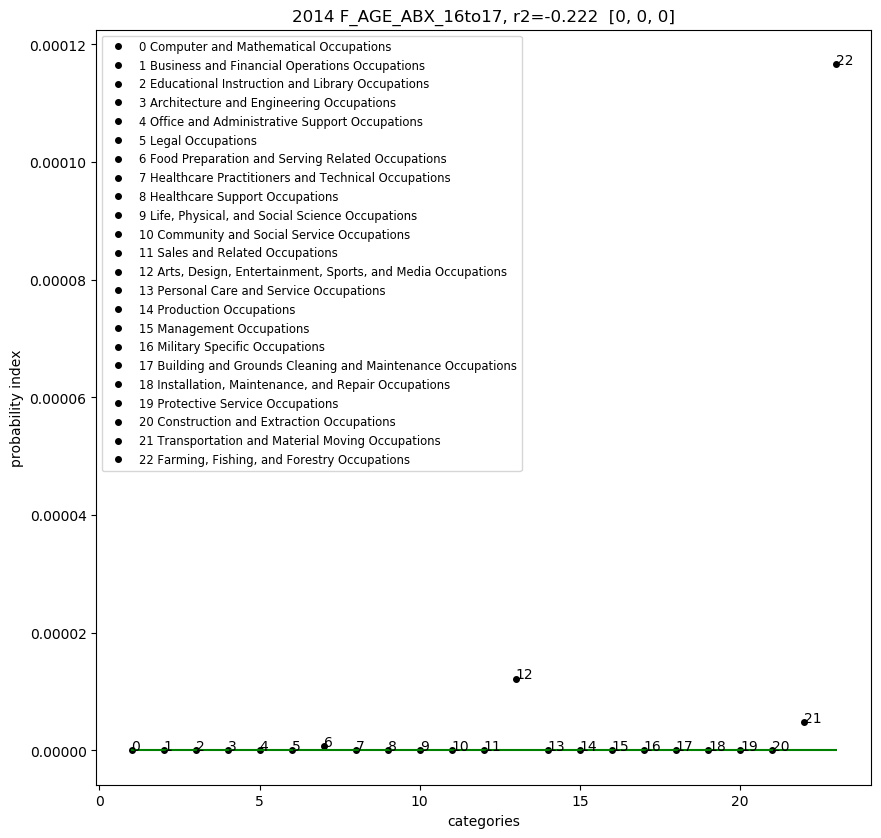 2014 F_AGE_ABX_16to17, r2=-0.222 [0, 0, 0]
0.00012
22
0 Computer and Mathematical Occupations
1 Business and Financial Operations Occupations
2 Educational Instruction and Library Occupations
3 Architecture and Engineering Occupations
4 Office and Administrative Support Occupations
5 Legal Occupations
6 Food Preparation and Serving Related Occupations
7 Healthcare Practitioners and Technical Occupations
8 Healthcare Support Occupations
9 Life, Physical, and Social Science Occupations
10 Community and Social Service Occupations
11 Sales and Related Occupations
12 Arts, Design, Entertainment, Sports, and Media Occupations
13 Personal Care and Service Occupations
14 Production Occupations
15 Management Occupations
16 Military Specific Occupations
17 Building and Grounds Cleaning and Maintenance Occupations
18 Installation, Maintenance, and Repair Occupations
19 Protective Service Occupations
20 Construction and Extraction Occupations
21 Transportation and Material Moving Occupations
22 Farming, Fishing, and Forestry Occupations
0.00010
0.00008
0.00006
0.00004
0.00002
0.00000
probability index
12
21
0 1 2 3 4 5 6 7 8 9 10 11 13 14 15 16 17 18 19 20
0 5 10 15 20
categories